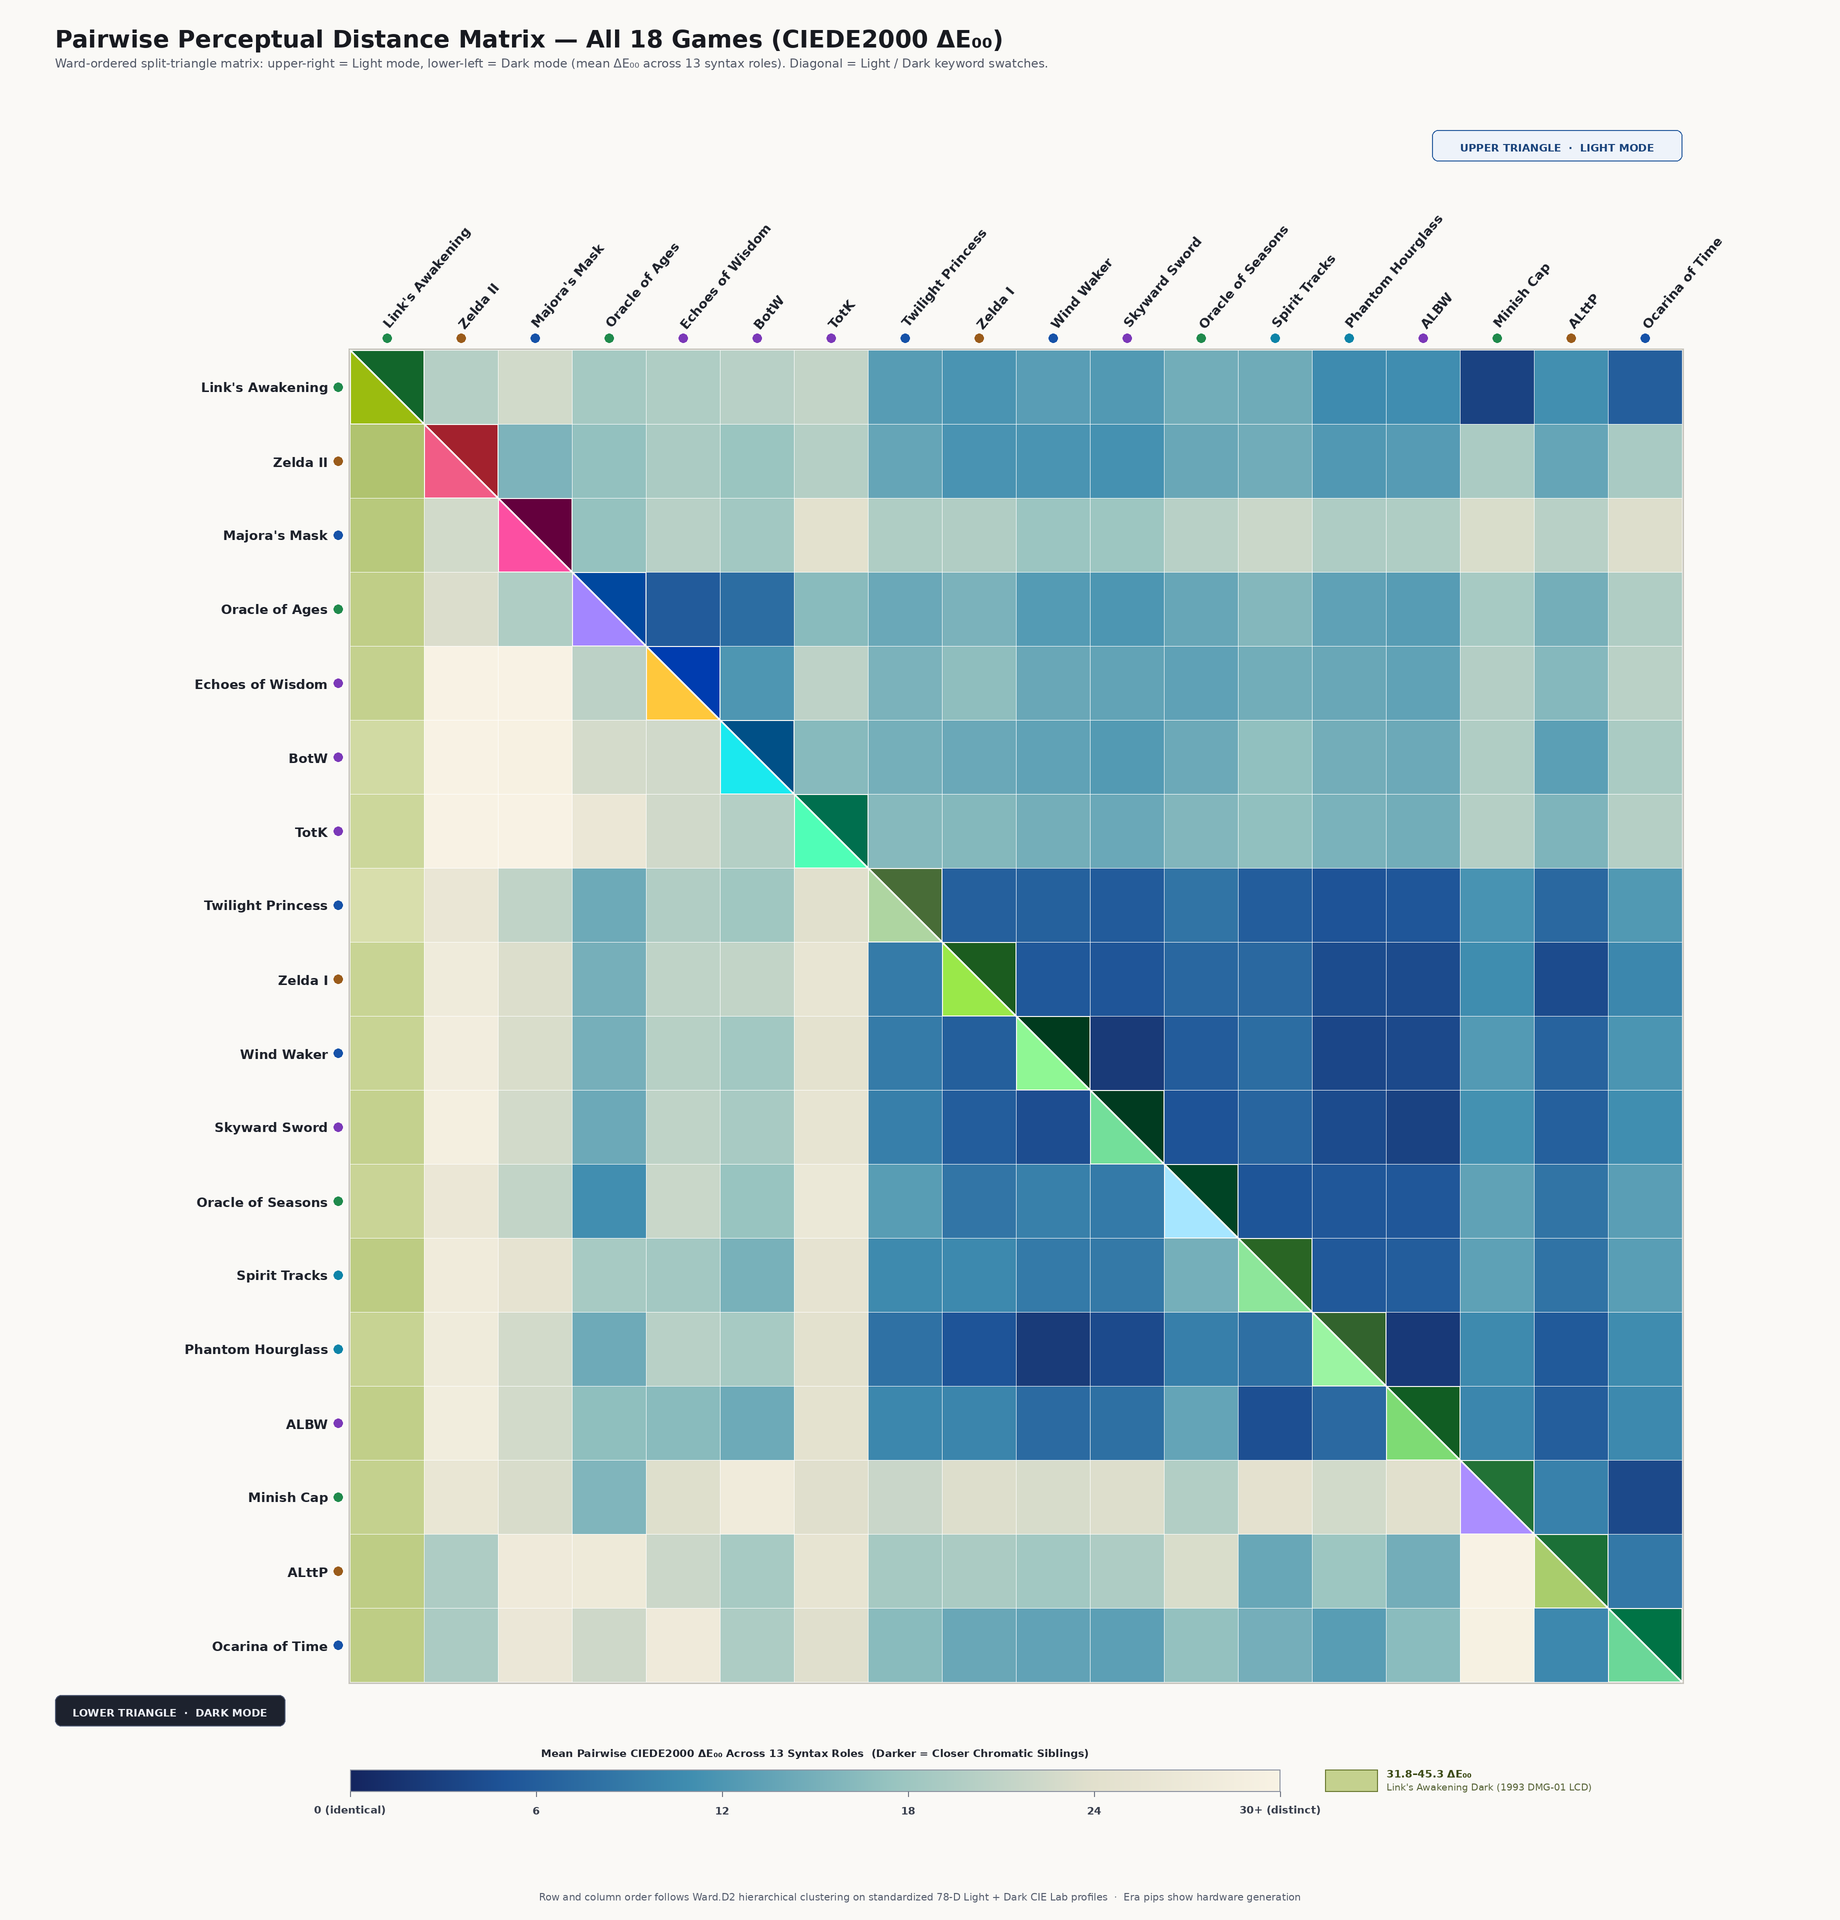 Pairwise Perceptual Distance Matrix — All 18 Games (CIEDE2000 ΔE₀₀)
Ward-ordered split-triangle matrix: upper-right = Light mode, lower-left = Dark mode (mean ΔE₀₀ across 13 syntax roles). Diagonal = Light / Dark keyword swatches.
UPPER TRIANGLE · LIGHT MODE
Link's Awakening
Zelda II
Majora's Mask
Oracle of Ages
Echoes of Wisdom
BotW
TotK
Twilight Princess
Zelda I
Wind Waker
Skyward Sword
Oracle of Seasons
Spirit Tracks
Phantom Hourglass
ALBW
Minish Cap
ALttP
Ocarina of Time
Link's Awakening
Zelda II
Majora's Mask
Oracle of Ages
Echoes of Wisdom
BotW
TotK
Twilight Princess
Zelda I
Wind Waker
Skyward Sword
Oracle of Seasons
Spirit Tracks
Phantom Hourglass
ALBW
Minish Cap
ALttP
Ocarina of Time
LOWER TRIANGLE · DARK MODE
Mean Pairwise CIEDE2000 ΔE₀₀ Across 13 Syntax Roles (Darker = Closer Chromatic Siblings)
0 (identical) 6 12 18 24 30+ (distinct)
31.8–45.3 ΔE₀₀
Link's Awakening Dark (1993 DMG-01 LCD)
Row and column order follows Ward.D2 hierarchical clustering on standardized 78-D Light + Dark CIE Lab profiles · Era pips show hardware generation